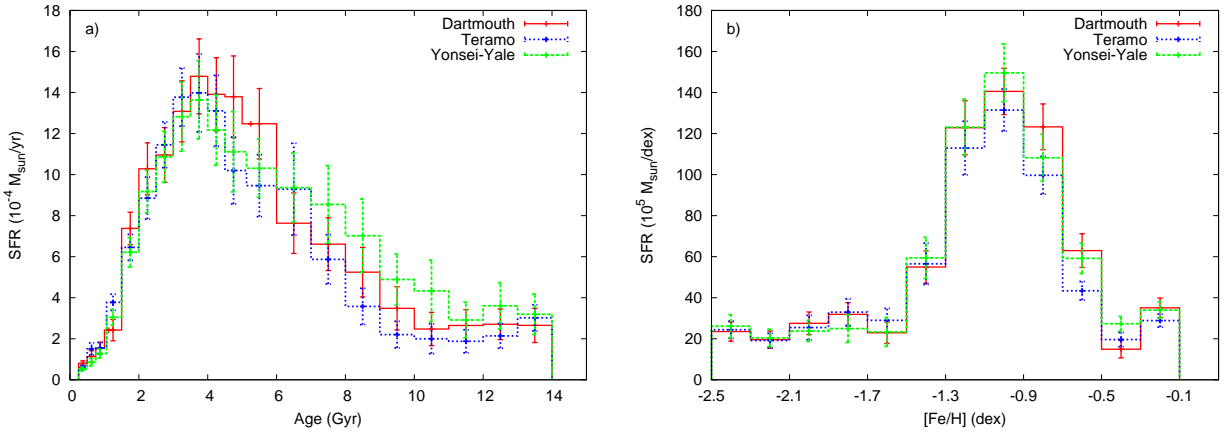 a)
Dartmouth
Teramo
Yonsei-Yale
SFR (10^-4 M_sun/yr)
18
16
14
12
10
8
6
4
2
0
0 2 4 6 8 10 12 14
Age (Gyr)
b)
Dartmouth
Teramo
Yonsei-Yale
SFR (10^5 M_sun/dex)
180
160
140
120
100
80
60
40
20
0
-2.5 -2.1 -1.7 -1.3 -0.9 -0.5 -0.1
[Fe/H] (dex)